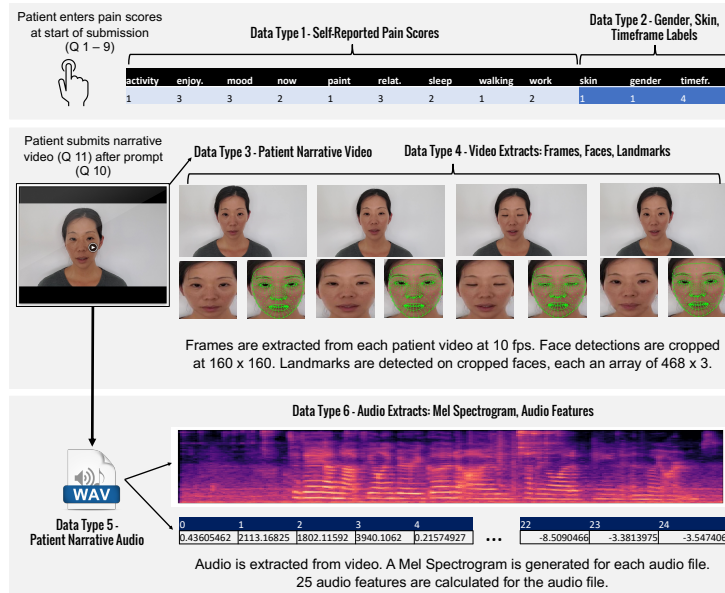 Patient enters pain scores
at start of submission
(Q 1 – 9)
Data Type 1 - Self-Reported Pain Scores
Data Type 2 - Gender, Skin,
Timeframe Labels
activity enjoy. mood now paint relat. sleep walking work skin gender timefr.
1 3 3 2 1 3 2 1 2 1 1 4
Patient submits narrative
video (Q 11) after prompt
(Q 10)
Data Type 3 - Patient Narrative Video
Data Type 4 - Video Extracts: Frames, Faces, Landmarks
Frames are extracted from each patient video at 10 fps. Face detections are cropped
at 160 x 160. Landmarks are detected on cropped faces, each an array of 468 x 3.
Data Type 6 - Audio Extracts: Mel Spectrogram, Audio Features
WAV
Data Type 5 -
Patient Narrative Audio
0 1 2 3 4 22 23 24
0.43605462 2113.16825 1802.11592 3940.1062 0.21574927 ... -8.5090466 -3.3813975 -3.547406
Audio is extracted from video. A Mel Spectrogram is generated for each audio file.
25 audio features are calculated for the audio file.